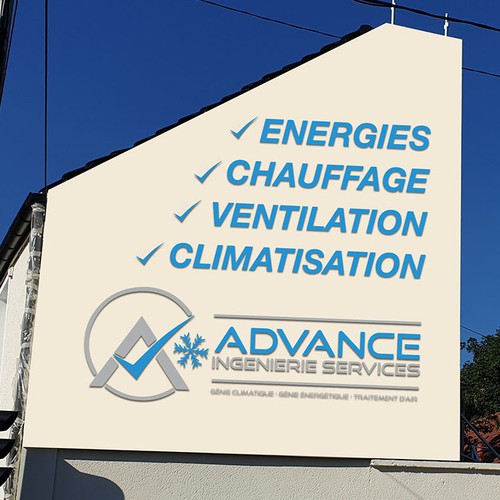 ENERGIES
CHAUFFAGE
VENTILATION
CLIMATISATION
ADVANCE
INGENIERIE SERVICES
GÉNIE CLIMATIQUE - GÉNIE ÉNERGÉTIQUE - TRAITEMENT D'AIR